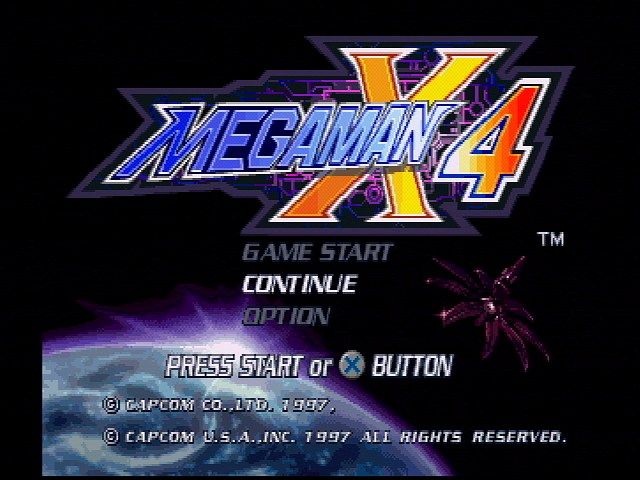 MEGAMAN X4
TM
GAME START
CONTINUE
OPTION
PRESS START or X BUTTON
© CAPCOM CO.,LTD. 1997.
© CAPCOM U.S.A.,INC. 1997 ALL RIGHTS RESERVED.